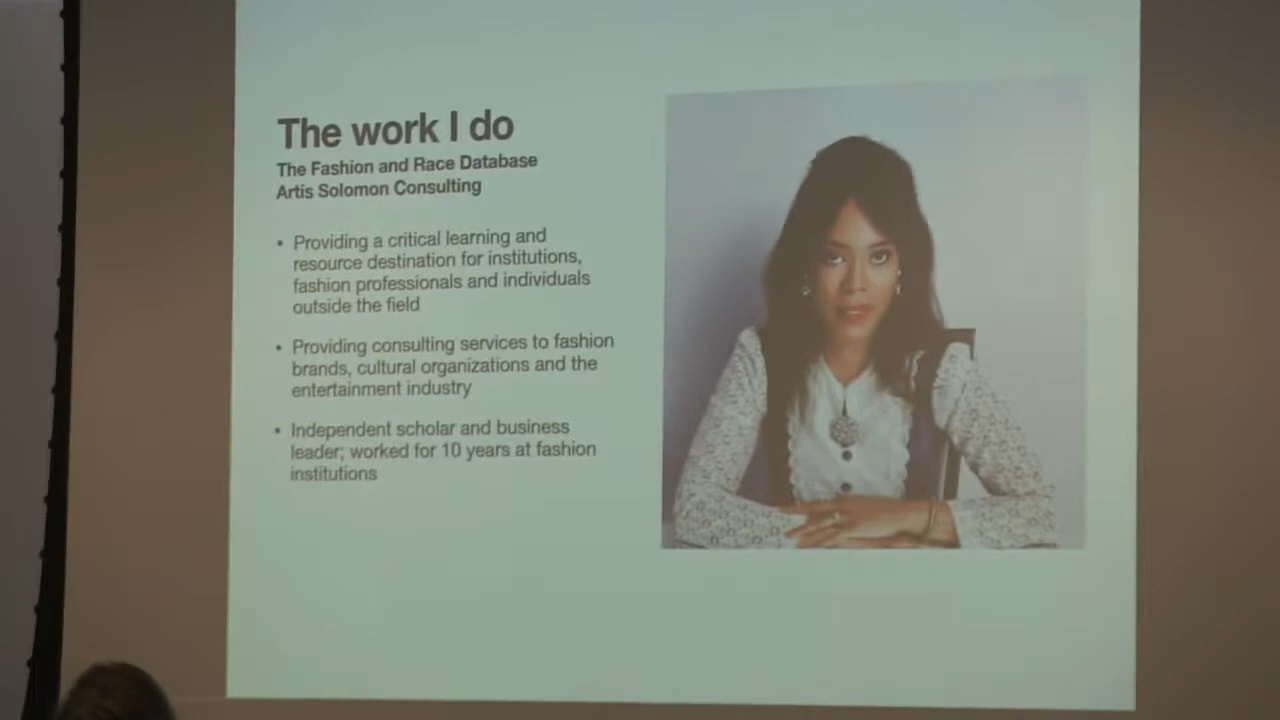 The work I do
The Fashion and Race Database
Artis Solomon Consulting
• Providing a critical learning and
resource destination for institutions,
fashion professionals and individuals
outside the field
• Providing consulting services to fashion
brands, cultural organizations and the
entertainment industry
• Independent scholar and business
leader; worked for 10 years at fashion
institutions